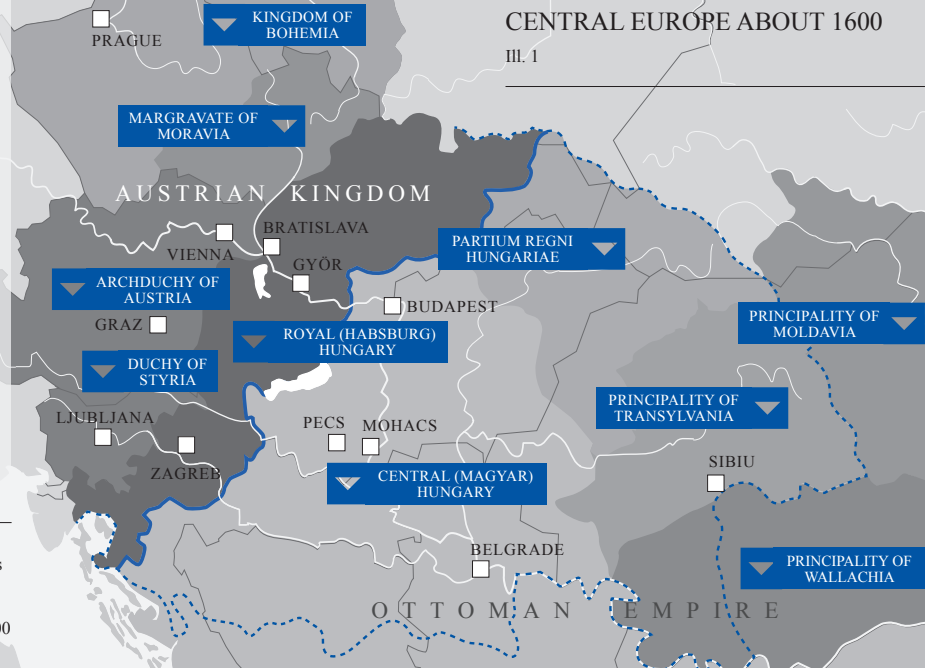 CENTRAL EUROPE ABOUT 1600
Ill. 1
KINGDOM OF
BOHEMIA
PRAGUE
MARGRAVATE OF
MORAVIA
AUSTRIAN KINGDOM
BRATISLAVA
VIENNA
PARTIUM REGNI
HUNGARIAE
GYÖR
ARCHDUCHY OF
AUSTRIA
BUDAPEST
GRAZ
PRINCIPALITY OF
MOLDAVIA
ROYAL (HABSBURG)
HUNGARY
DUCHY OF
STYRIA
PRINCIPALITY OF
TRANSYLVANIA
LJUBLJANA
PECS
MOHACS
ZAGREB
SIBIU
CENTRAL (MAGYAR)
HUNGARY
BELGRADE
PRINCIPALITY OF
WALLACHIA
s
OTTOMAN EMPIRE
00